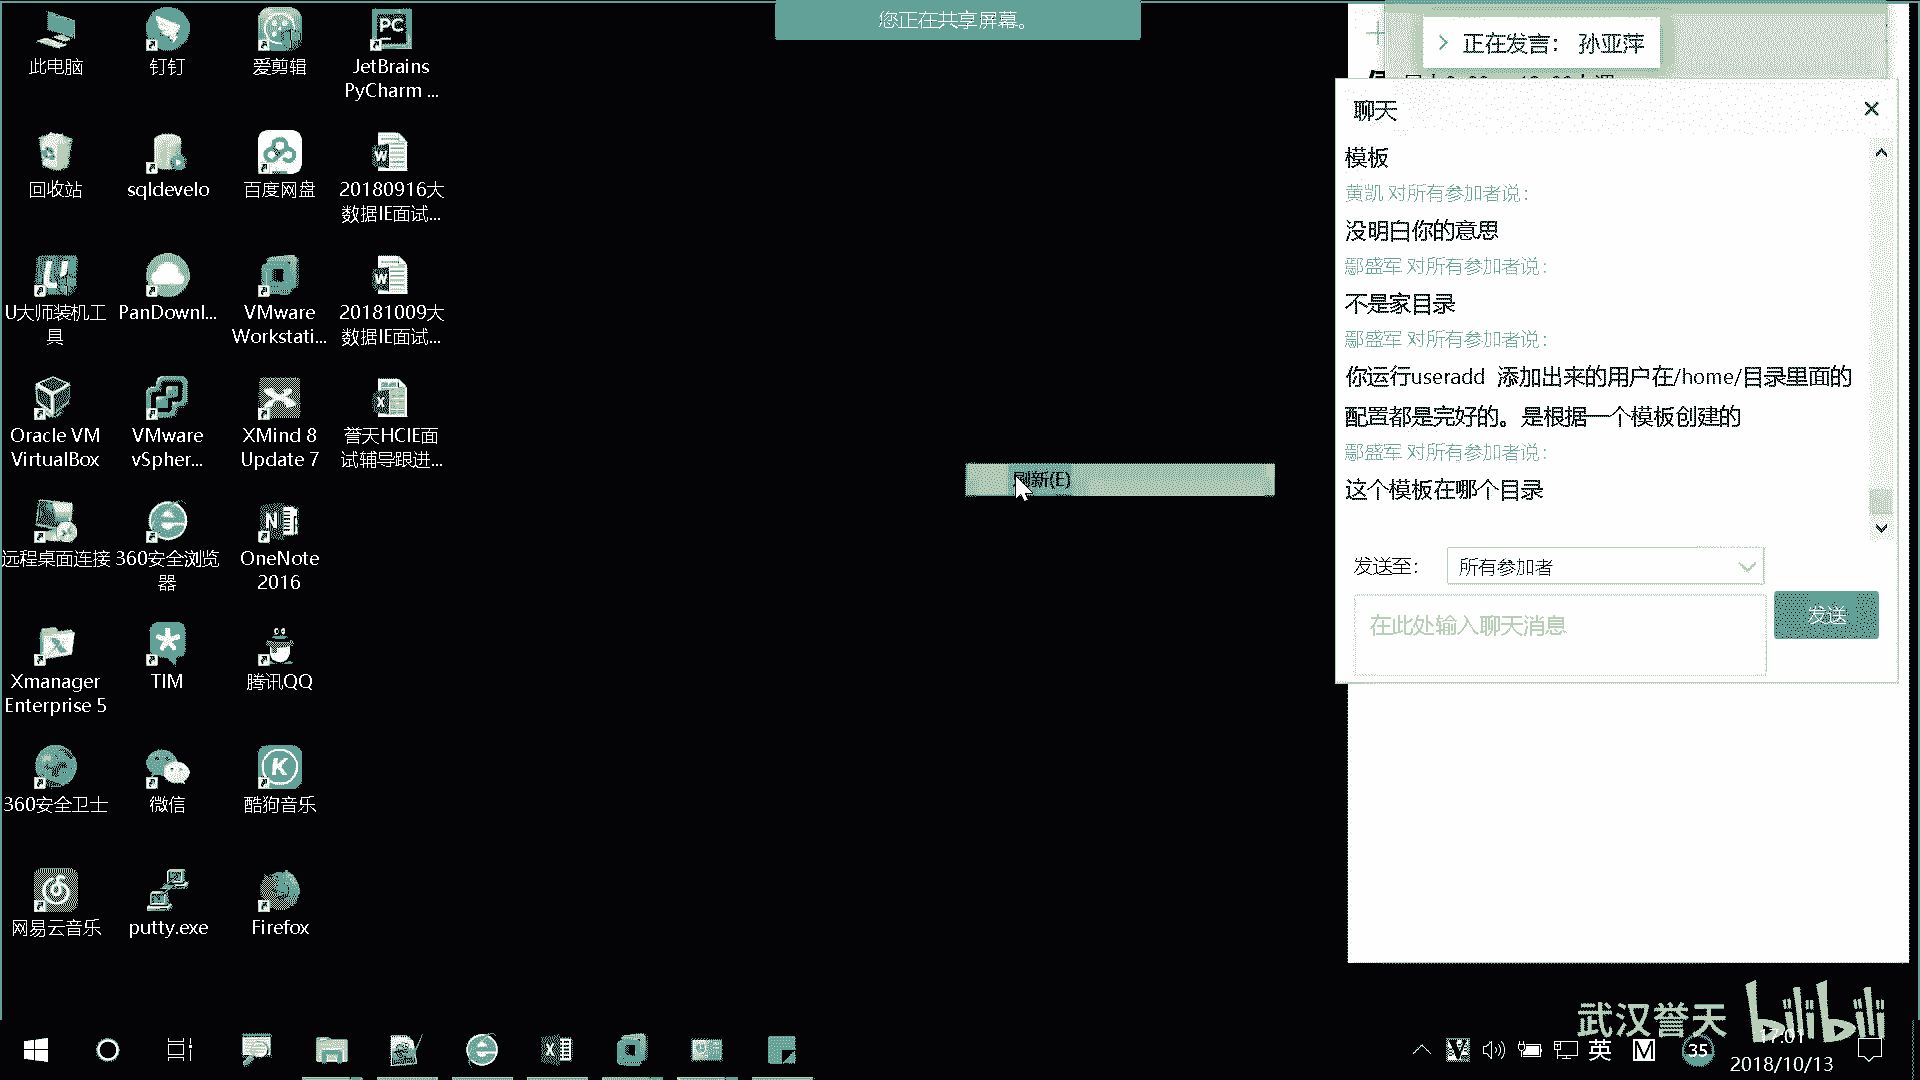 您正在共享屏幕。
正在发言： 孙亚萍
此电脑
钉钉
爱剪辑
JetBrains
PyCharm ...
回收站
sqldevelo
百度网盘
20180916大
数据IE面试...
U大师装机工
具
PanDownl...
VMware
Workstati...
20181009大
数据IE面试...
Oracle VM
VirtualBox
VMware
vSpher...
XMind 8
Update 7
誉天HCIE面
试辅导跟进...
远程桌面连接
360安全浏览
器
OneNote
2016
Xmanager
Enterprise 5
TIM
腾讯QQ
360安全卫士
微信
酷狗音乐
网易云音乐
putty.exe
Firefox
刷新(E)
聊天
模板
黄凯 对所有参加者说：
没明白你的意思
鄢盛军 对所有参加者说：
不是家目录
鄢盛军 对所有参加者说：
你运行useradd 添加出来的用户在/home/目录里面的
配置都是完好的。是根据一个模板创建的
鄢盛军 对所有参加者说：
这个模板在哪个目录
发送至：
所有参加者
在此处输入聊天消息
发送
武汉誉天
bilibili
英
M
35
17:01
2018/10/13